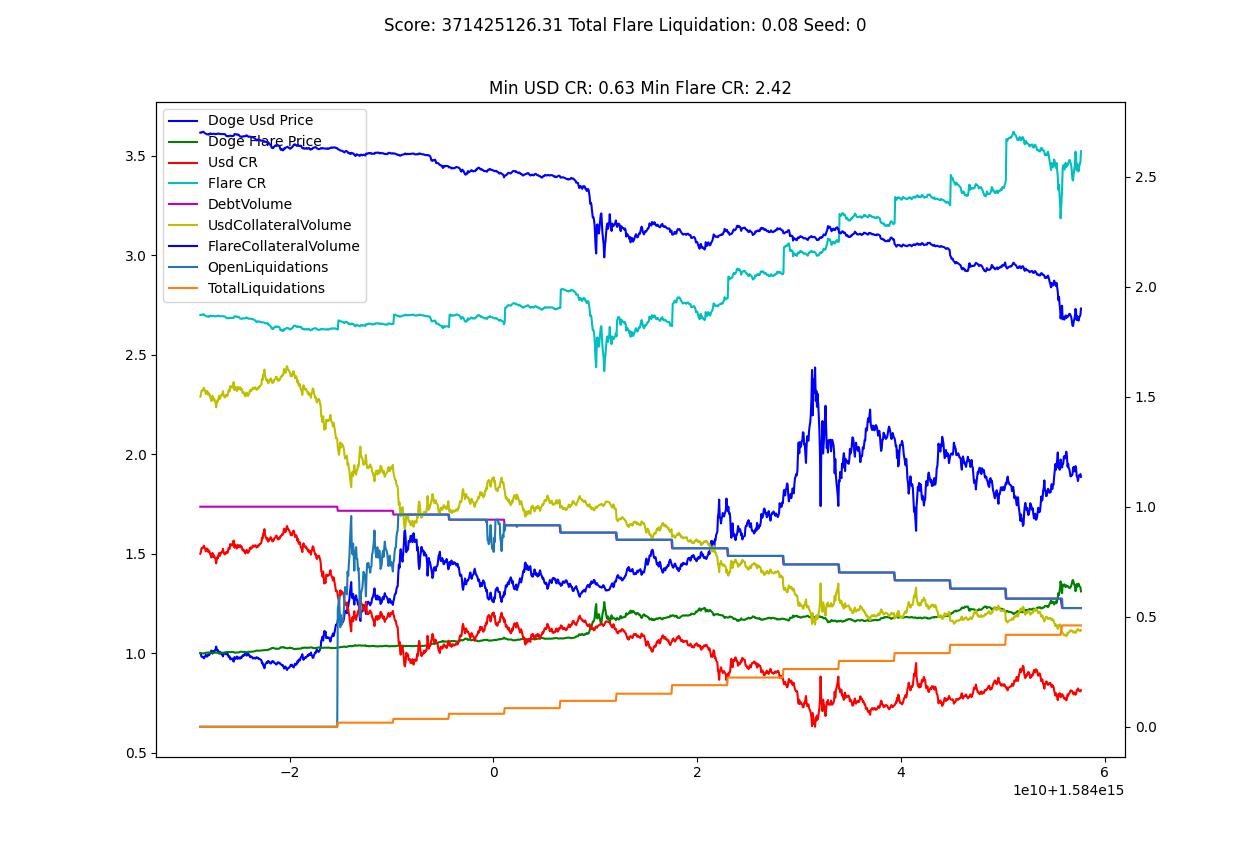 Score: 371425126.31 Total Flare Liquidation: 0.08 Seed: 0
Min USD CR: 0.63 Min Flare CR: 2.42
Doge Usd Price
Doge Flare Price
Usd CR
Flare CR
DebtVolume
UsdCollateralVolume
FlareCollateralVolume
OpenLiquidations
TotalLiquidations
3.5
3.0
2.5
2.0
1.5
1.0
0.5
2.5
2.0
1.5
1.0
0.5
0.0
−2
0
2
4
6
1e10+1.584e15